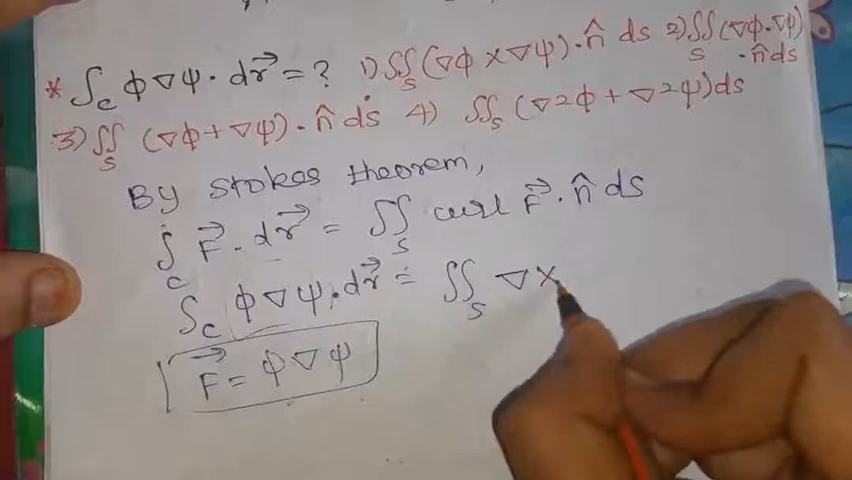 * ∫c ϕ∇ψ · dr⃗ = ? 1) ∬s (∇ϕ × ∇ψ) · n̂ ds 2) ∬s (∇ϕ · ∇ψ)
· n̂ds
3) ∬s (∇ϕ + ∇ψ) · n̂ ds 4) ∬s (∇2ϕ + ∇2ψ) ds
By stokes theorem,
∫c F⃗ · dr⃗ = ∬s curl F⃗ · n̂ ds
∫c ϕ∇ψ · dr⃗ = ∬s ∇×
F⃗ = ϕ∇ψ